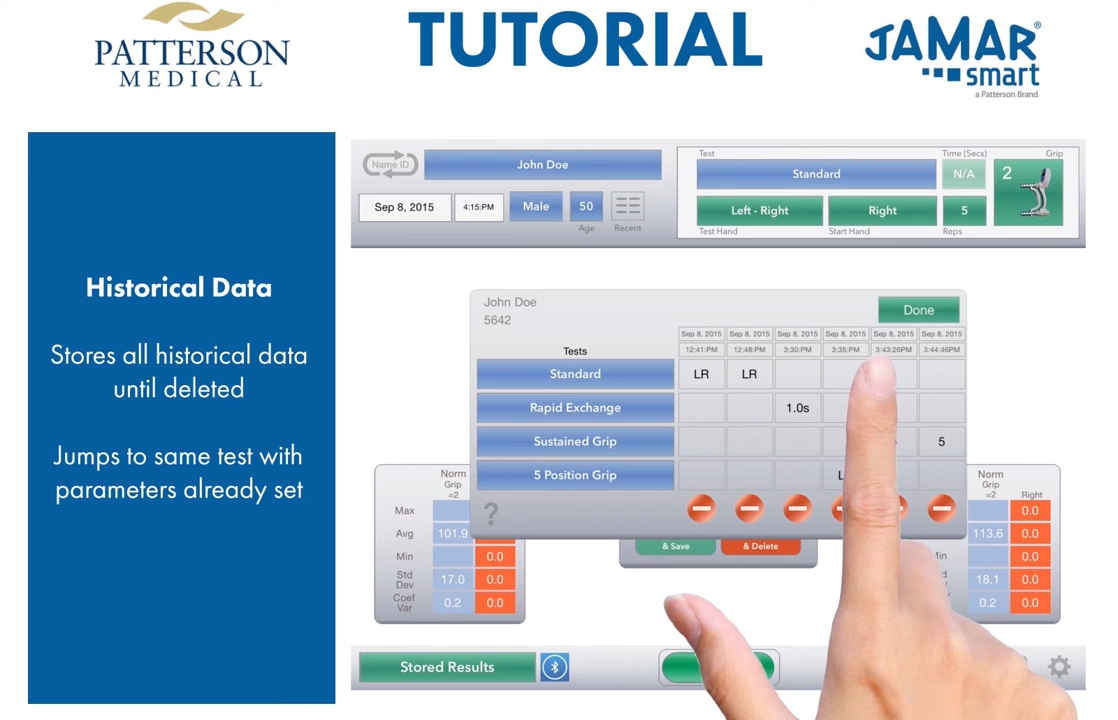 PATTERSON
MEDICAL
TUTORIAL
JAMAR®
smart
a Patterson Brand
Historical Data
Stores all historical data
until deleted
Jumps to same test with
parameters already set
Name ID
John Doe
Sep 8, 2015
4:15:PM
Male
50
Age
Recent
Test
Time (Secs)
Grip
Standard
N/A
2
Left - Right
Right
5
Test Hand
Start Hand
Reps
John Doe
5642
Done
Sep 8, 2015 Sep 8, 2015 Sep 8, 2015 Sep 8, 2015 Sep 8, 2015 Sep 8, 2015
Tests
12:41:PM 12:48:PM 3:30:PM 3:35:PM 3:43:26PM 3:44:46PM
Standard LR LR
Rapid Exchange 1.0s
Sustained Grip 5
5 Position Grip
?
& Save
& Delete
Norm
Grip
=2
Max
Avg 101.9
Min 0.0
Std
Dev
17.0 0.0
Coef
Var
0.2 0.0
Norm
Grip
=2
Right
0.0
113.6 0.0
0.0
18.1 0.0
0.2 0.0
Stored Results